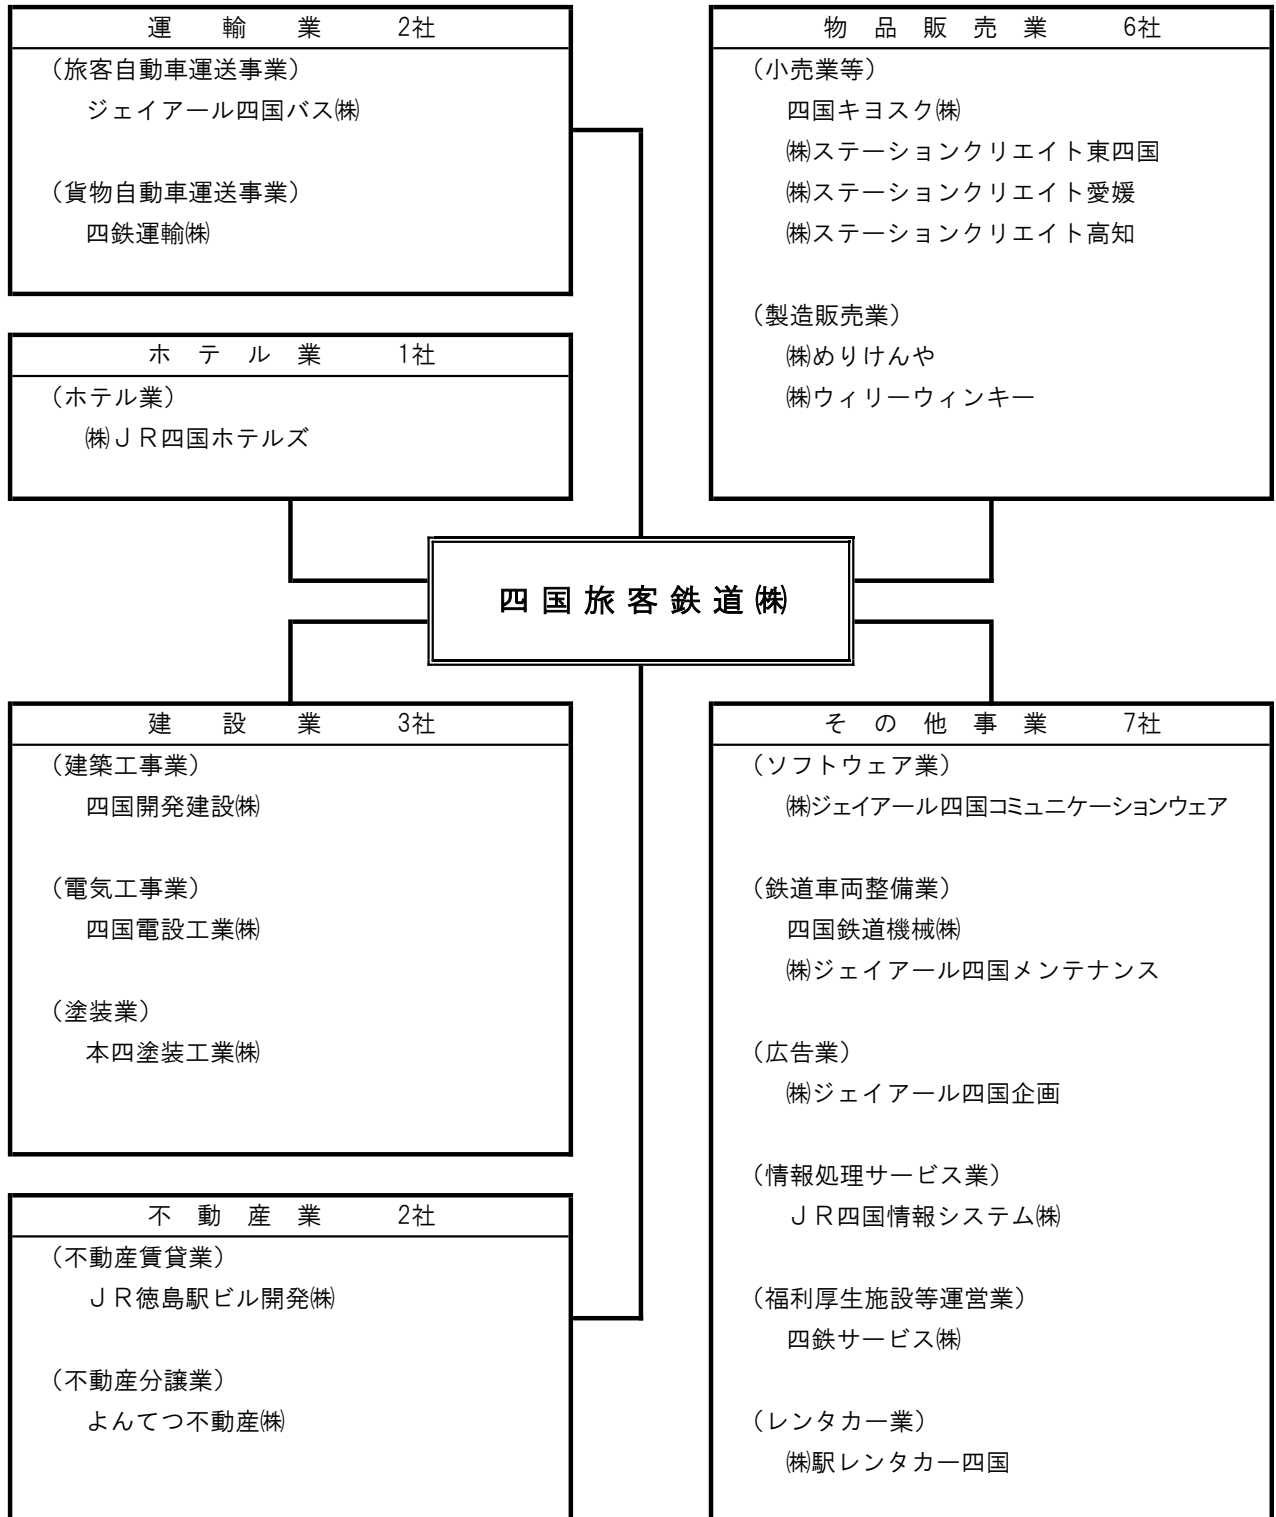 運輸業 2社
（旅客自動車運送事業）
ジェイアール四国バス㈱
（貨物自動車運送事業）
四鉄運輸㈱
ホテル業 1社
（ホテル業）
㈱ＪＲ四国ホテルズ
物品販売業 6社
（小売業等）
四国キヨスク㈱
㈱ステーションクリエイト東四国
㈱ステーションクリエイト愛媛
㈱ステーションクリエイト高知
（製造販売業）
㈱めりけんや
㈱ウィリーウィンキー
四国旅客鉄道㈱
建設業 3社
（建築工事業）
四国開発建設㈱
（電気工事業）
四国電設工業㈱
（塗装業）
本四塗装工業㈱
不動産業 2社
（不動産賃貸業）
ＪＲ徳島駅ビル開発㈱
（不動産分譲業）
よんてつ不動産㈱
その他事業 7社
（ソフトウェア業）
㈱ジェイアール四国コミュニケーションウェア
（鉄道車両整備業）
四国鉄道機械㈱
㈱ジェイアール四国メンテナンス
（広告業）
㈱ジェイアール四国企画
（情報処理サービス業）
ＪＲ四国情報システム㈱
（福利厚生施設等運営業）
四鉄サービス㈱
（レンタカー業）
㈱駅レンタカー四国